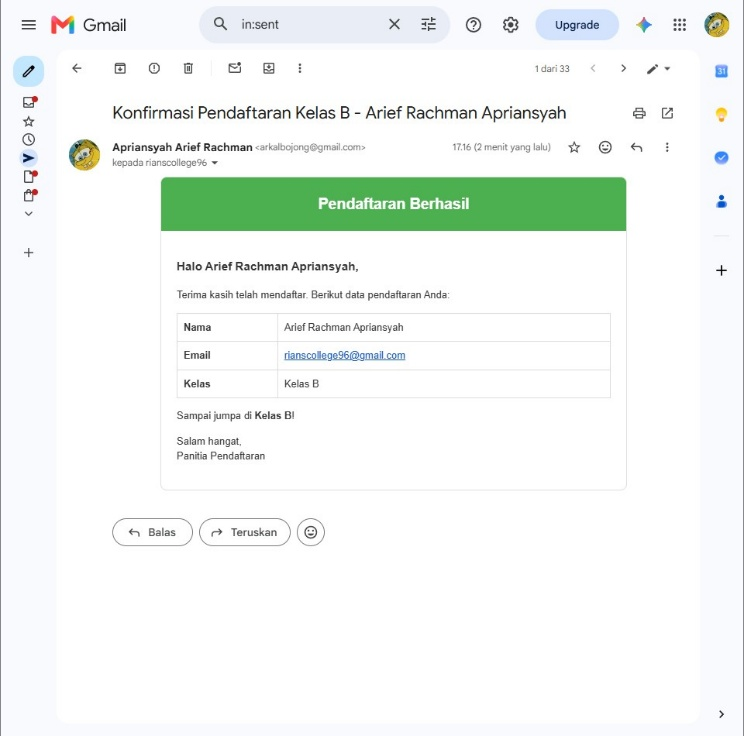 Gmail
in:sent
Upgrade
1 dari 33
31
Konfirmasi Pendaftaran Kelas B - Arief Rachman Apriansyah
Apriansyah Arief Rachman <arkalbojong@gmail.com>
17.16 (2 menit yang lalu)
kepada rianscollege96
Pendaftaran Berhasil
Halo Arief Rachman Apriansyah,
Terima kasih telah mendaftar. Berikut data pendaftaran Anda:
Nama Arief Rachman Apriansyah
Email rianscollege96@gmail.com
Kelas Kelas B
Sampai jumpa di Kelas B!
Salam hangat,
Panitia Pendaftaran
Balas
Teruskan